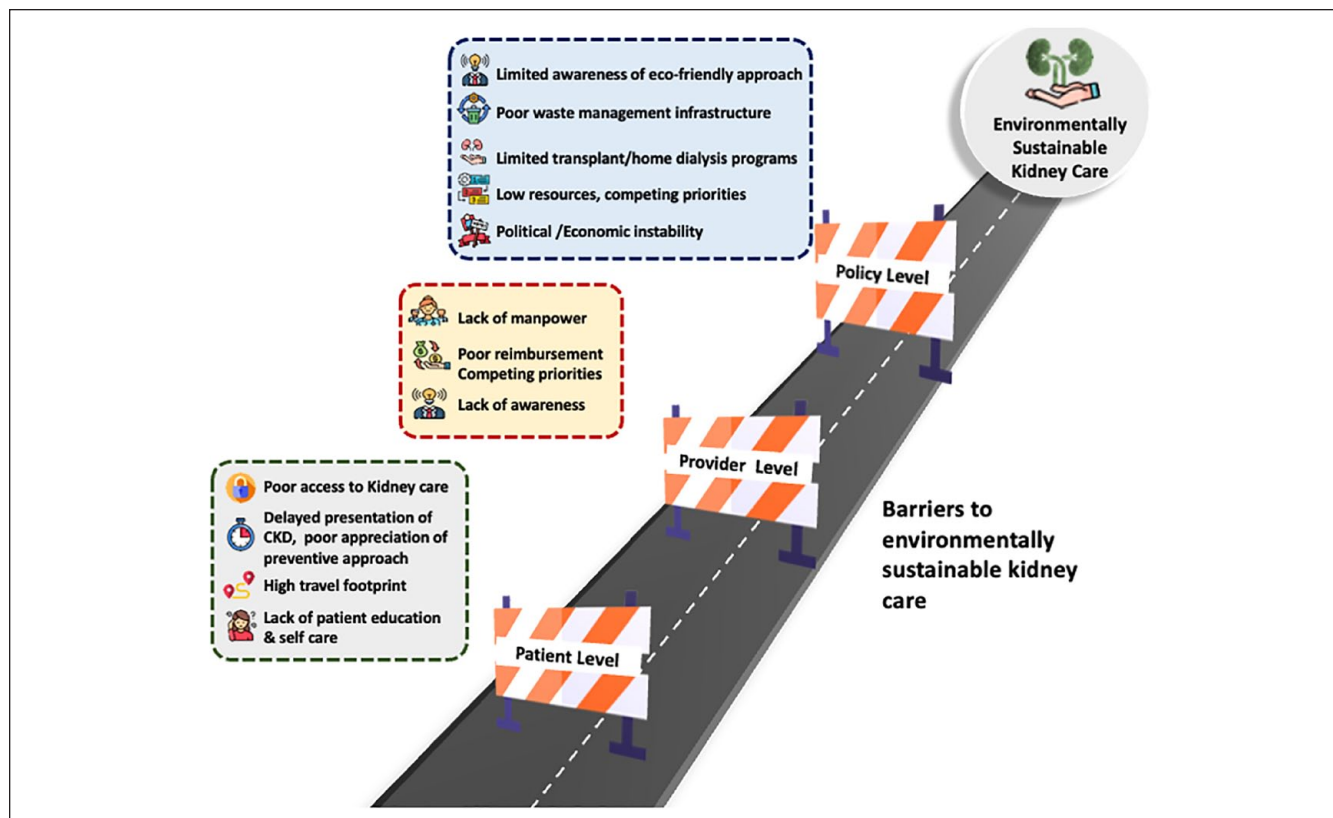 Limited awareness of eco-friendly approach
Poor waste management infrastructure
Limited transplant/home dialysis programs
Low resources, competing priorities
Political /Economic instability
Environmentally
Sustainable
Kidney Care
Policy Level
Lack of manpower
Poor reimbursement
Competing priorities
Lack of awareness
Provider Level
Poor access to Kidney care
Delayed presentation of
CKD, poor appreciation of
preventive approach
High travel footprint
Lack of patient education
& self care
Patient Level
Barriers to
environmentally
sustainable kidney
care